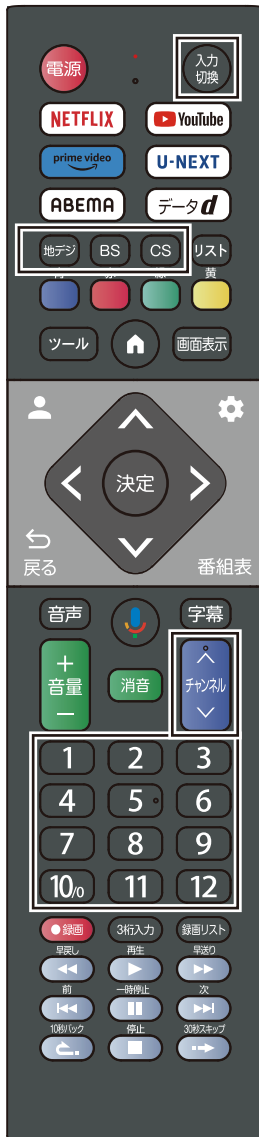 電源
入力
切換
NETFLIX
YouTube
prime video
U-NEXT
ABEMA
データd
地デジ BS CS リスト
青 赤 緑 黄
ツール 画面表示
決定
戻る
番組表
音声 字幕
+
音量
−
消音
チャンネル
1 2 3
4 5 6
7 8 9
10/0 11 12
●録画 3桁入力 録画リスト
早戻し 再生 早送り
前 一時停止 次
10秒バック 停止 30秒スキップ